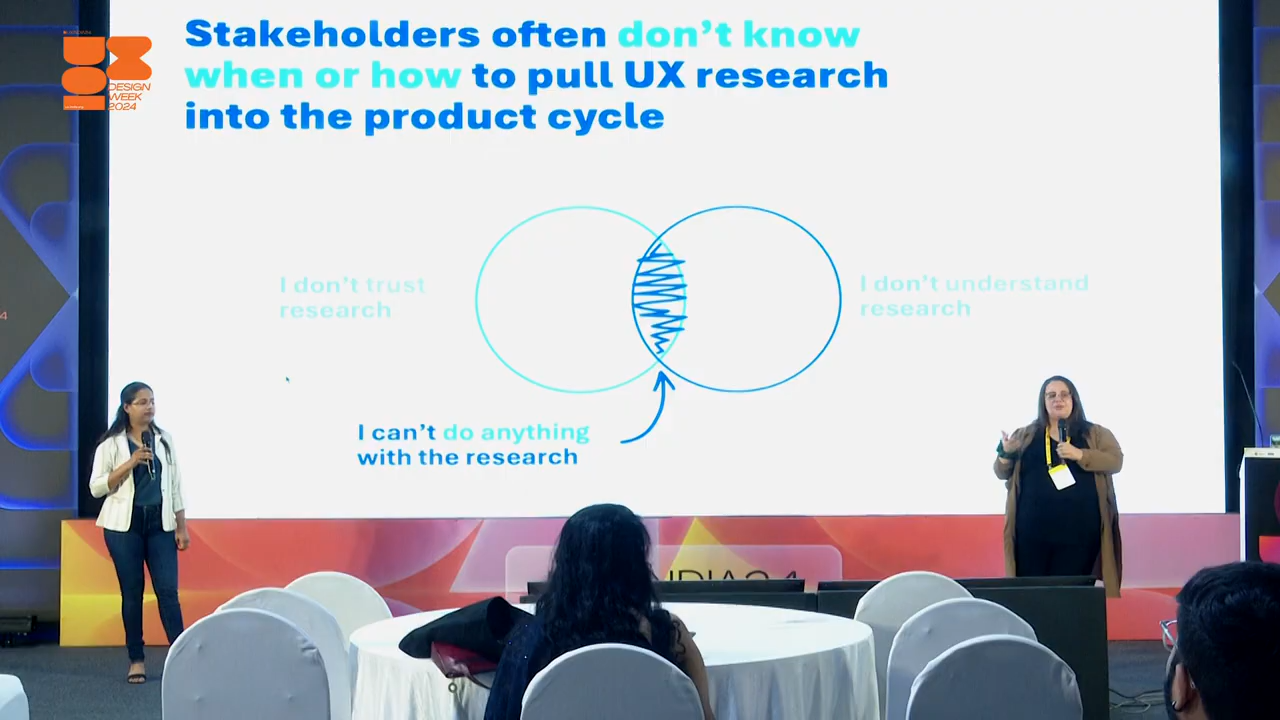 Stakeholders often don't know
when or how to pull UX research
into the product cycle
DESIGN
WEEK
2024
I don't trust
research
I don't understand
research
I can't do anything
with the research
4